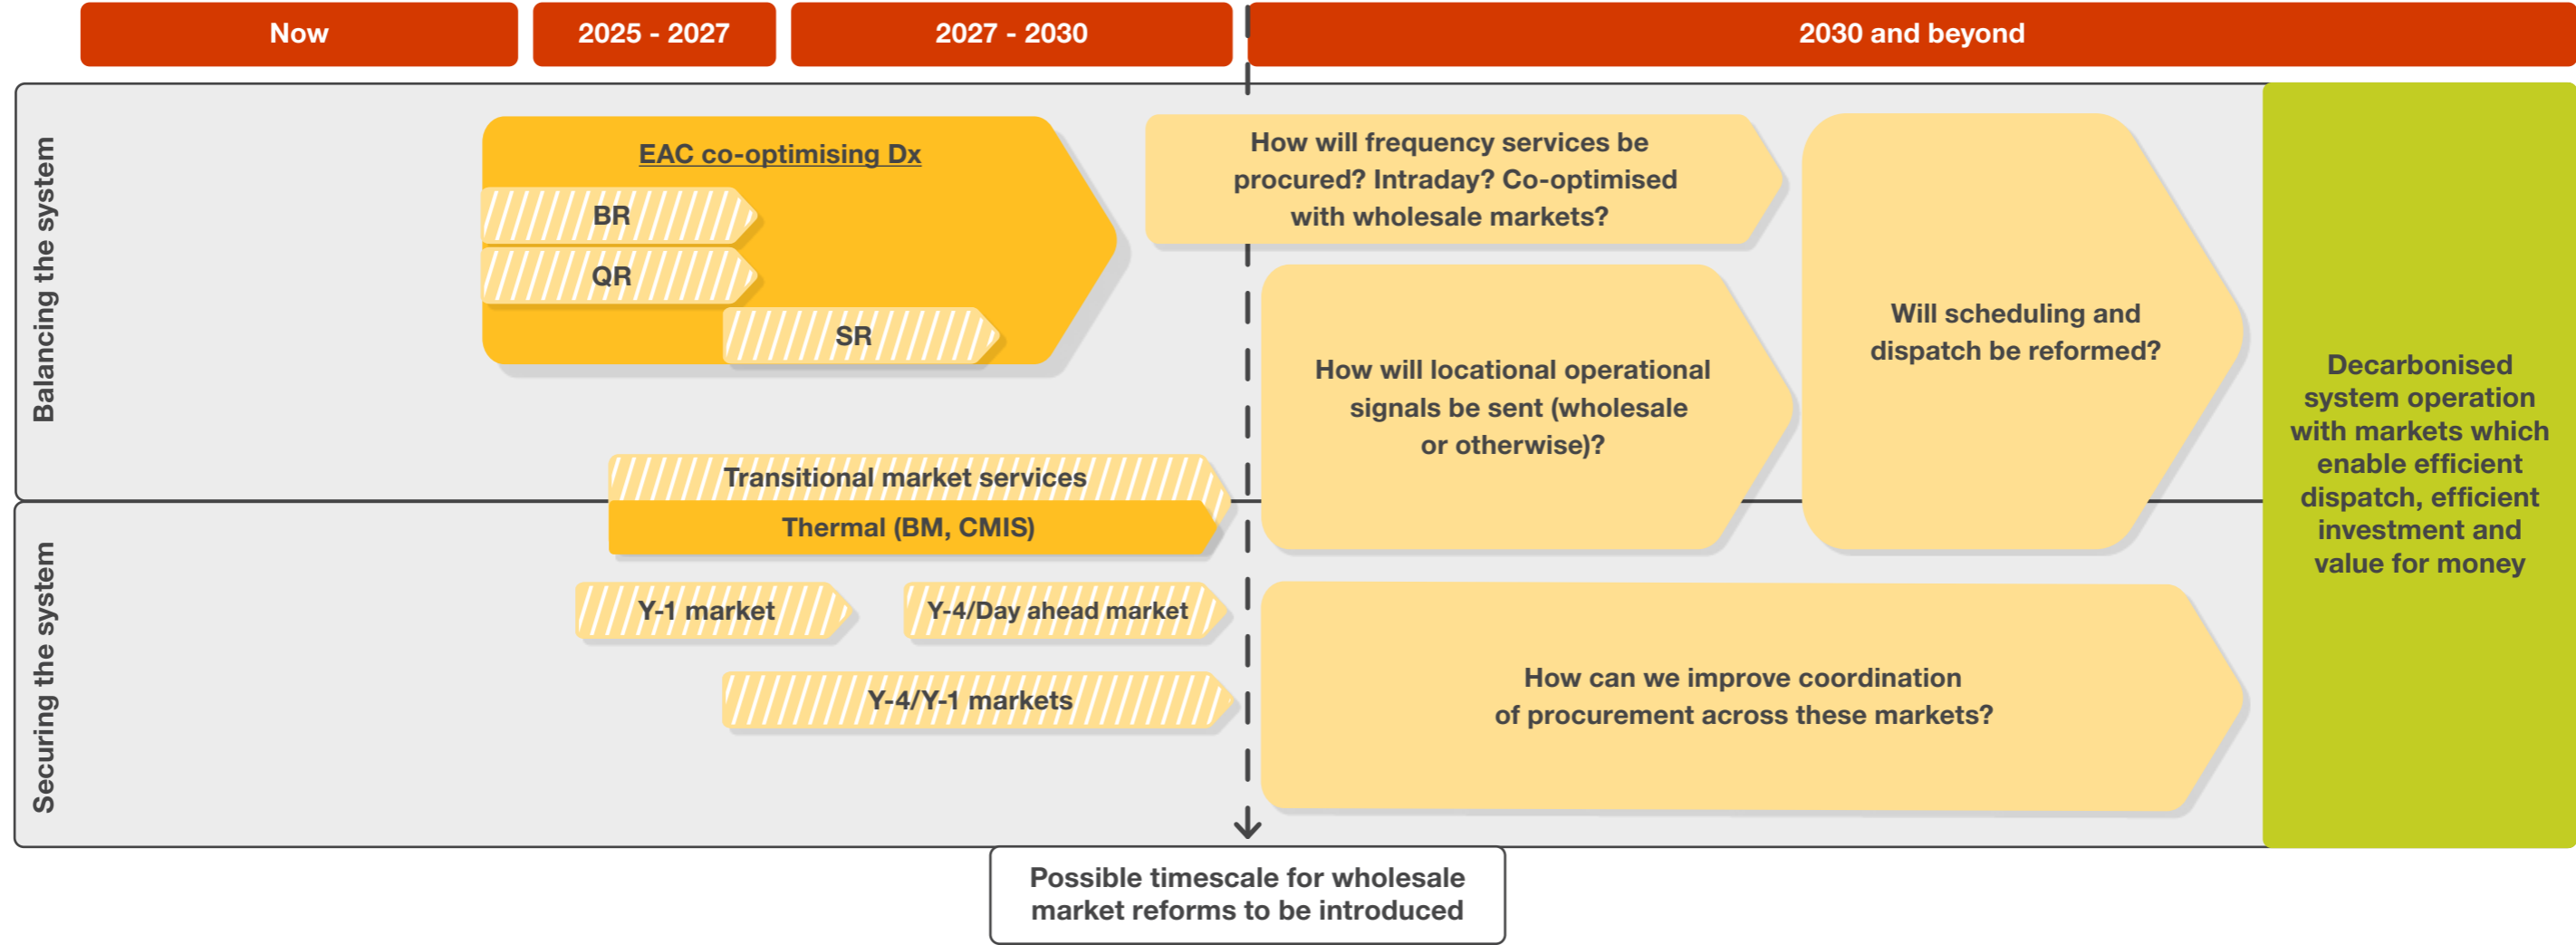 Now
2025 - 2027
2027 - 2030
2030 and beyond
Balancing the system
EAC co-optimising Dx
BR
QR
SR
How will frequency services be
procured? Intraday? Co-optimised
with wholesale markets?
How will locational operational
signals be sent (wholesale
or otherwise)?
Will scheduling and
dispatch be reformed?
Transitional market services
Thermal (BM, CMIS)
Securing the system
Y-1 market
Y-4/Day ahead market
Y-4/Y-1 markets
How can we improve coordination
of procurement across these markets?
Decarbonised
system operation
with markets which
enable efficient
dispatch, efficient
investment and
value for money
Possible timescale for wholesale
market reforms to be introduced